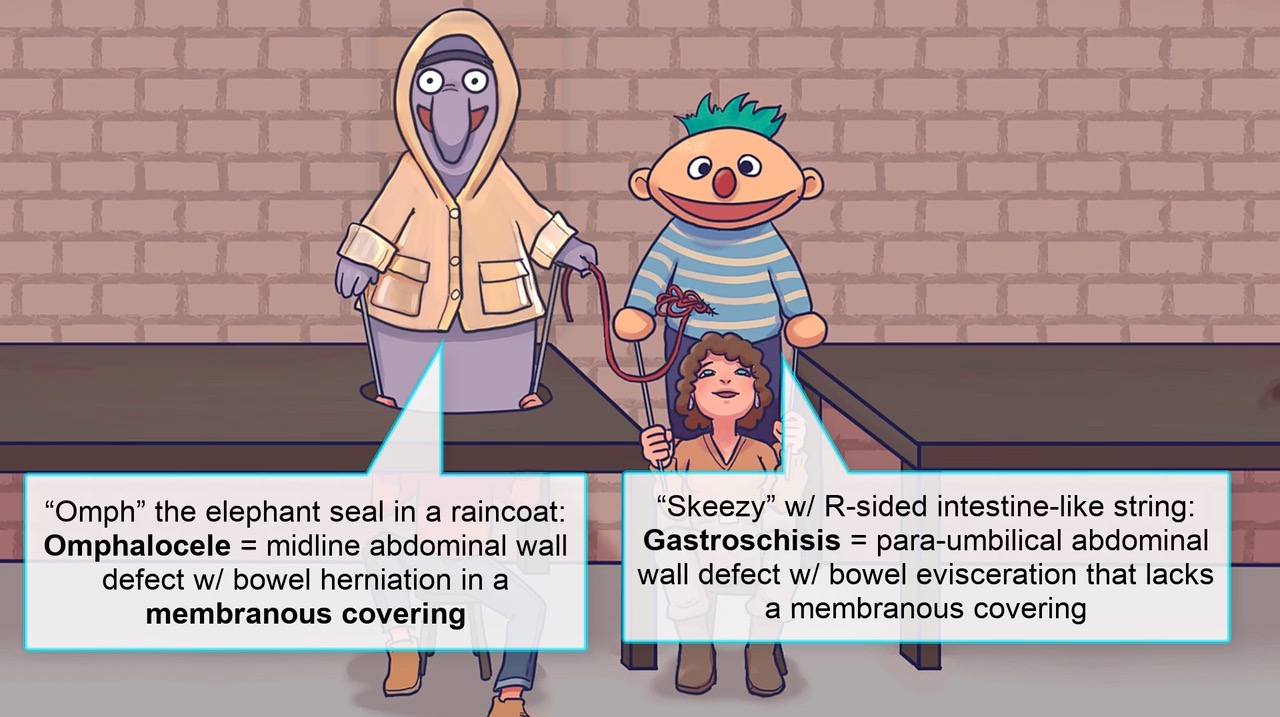 “Omph” the elephant seal in a raincoat:
Omphalocele = midline abdominal wall
defect w/ bowel herniation in a
membranous covering
“Skeezy” w/ R-sided intestine-like string:
Gastroschisis = para-umbilical abdominal
wall defect w/ bowel evisceration that lacks
a membranous covering